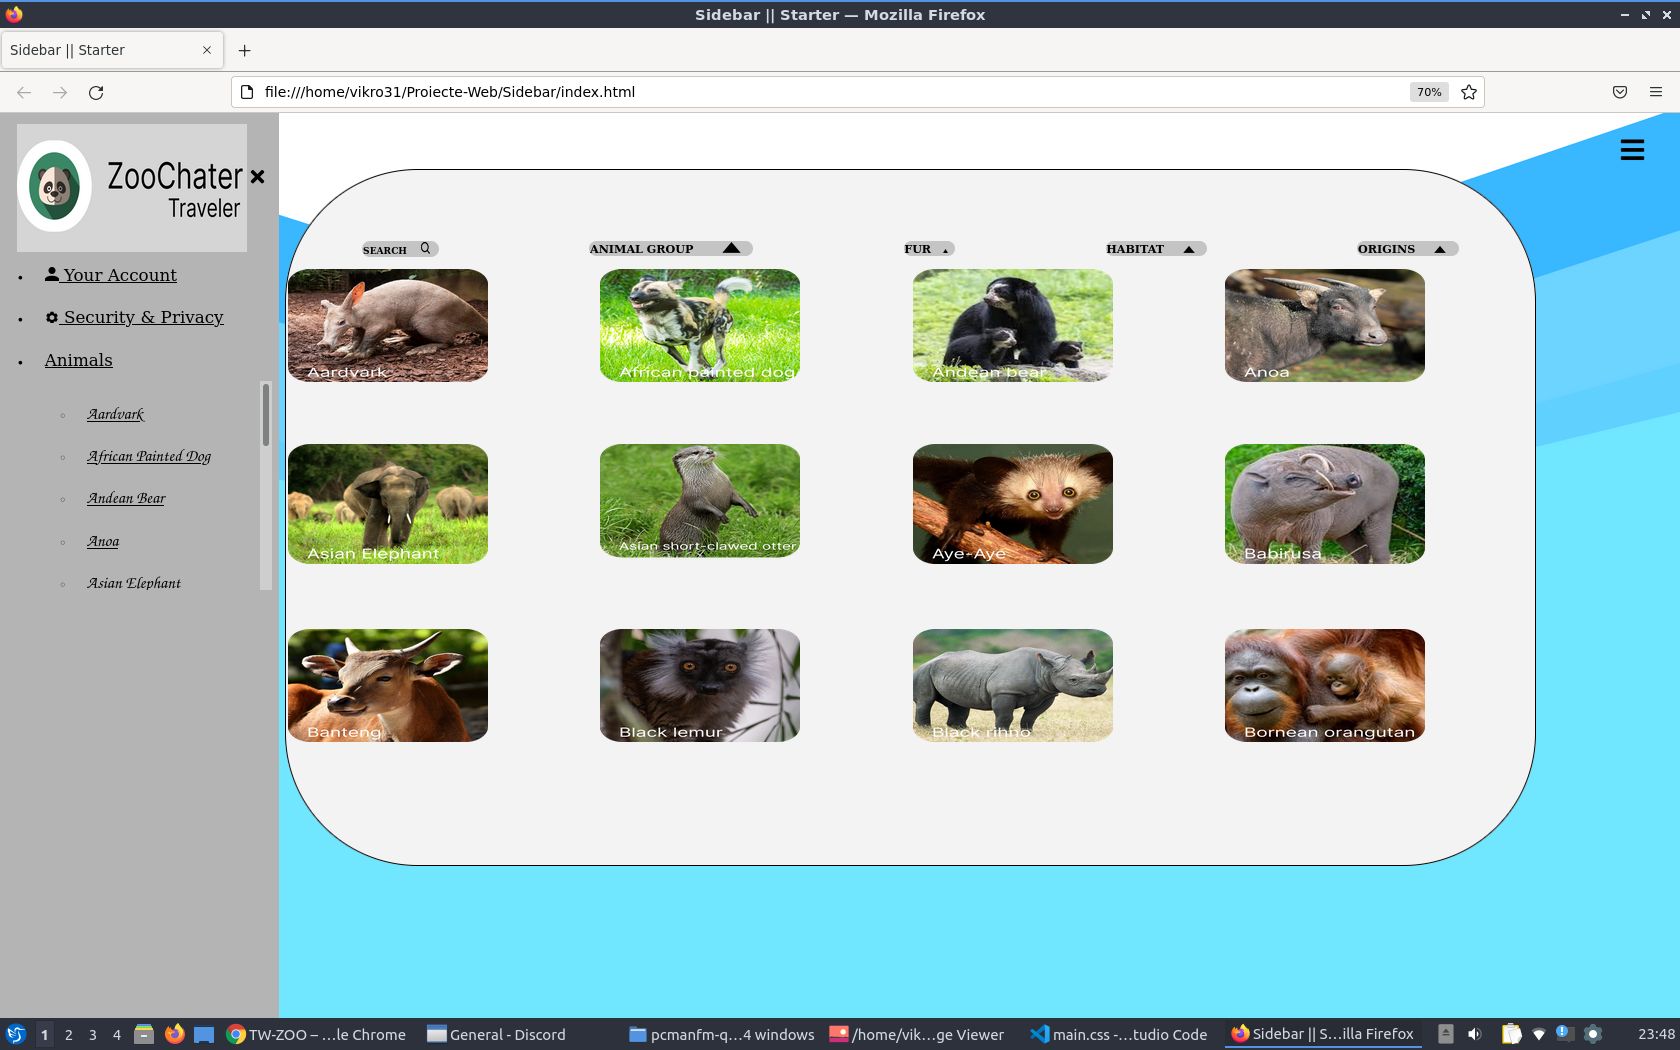 Sidebar || Starter — Mozilla Firefox
Sidebar || Starter
file:///home/vikro31/Proiecte-Web/Sidebar/index.html
70%
ZooChater
Traveler
Your Account
Security & Privacy
Animals
Aardvark
African Painted Dog
Andean Bear
Anoa
Asian Elephant
SEARCH
ANIMAL GROUP
FUR
HABITAT
ORIGINS
Aardvark
African painted dog
Andean bear
Anoa
Asian Elephant
Asian short-clawed otter
Aye-Aye
Babirusa
Banteng
Black lemur
Black rihno
Bornean orangutan
1 2 3 4 TW-ZOO – ...le Chrome General - Discord pcmanfm-q...4 windows /home/vik...ge Viewer main.css -...tudio Code Sidebar || S...illa Firefox 23:48